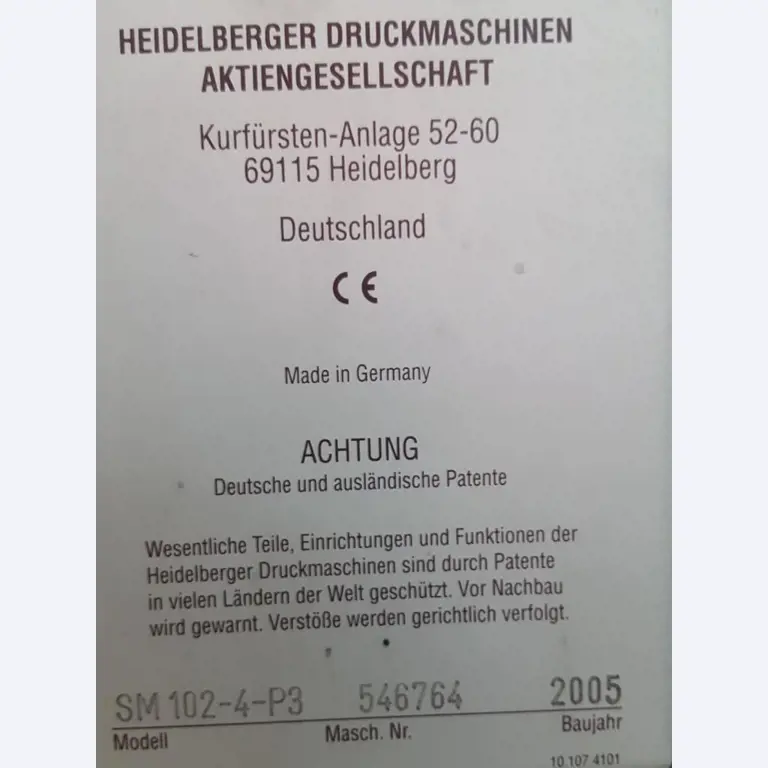 HEIDELBERGER DRUCKMASCHINEN
AKTIENGESELLSCHAFT
Kurfürsten-Anlage 52-60
69115 Heidelberg
Deutschland
CE
Made in Germany
ACHTUNG
Deutsche und ausländische Patente
Wesentliche Teile, Einrichtungen und Funktionen der
Heidelberger Druckmaschinen sind durch Patente
in vielen Ländern der Welt geschützt. Vor Nachbau
wird gewarnt. Verstöße werden gerichtlich verfolgt.
SM 102-4-P3 546764 2005
Modell Masch. Nr. Baujahr
10.107 4101